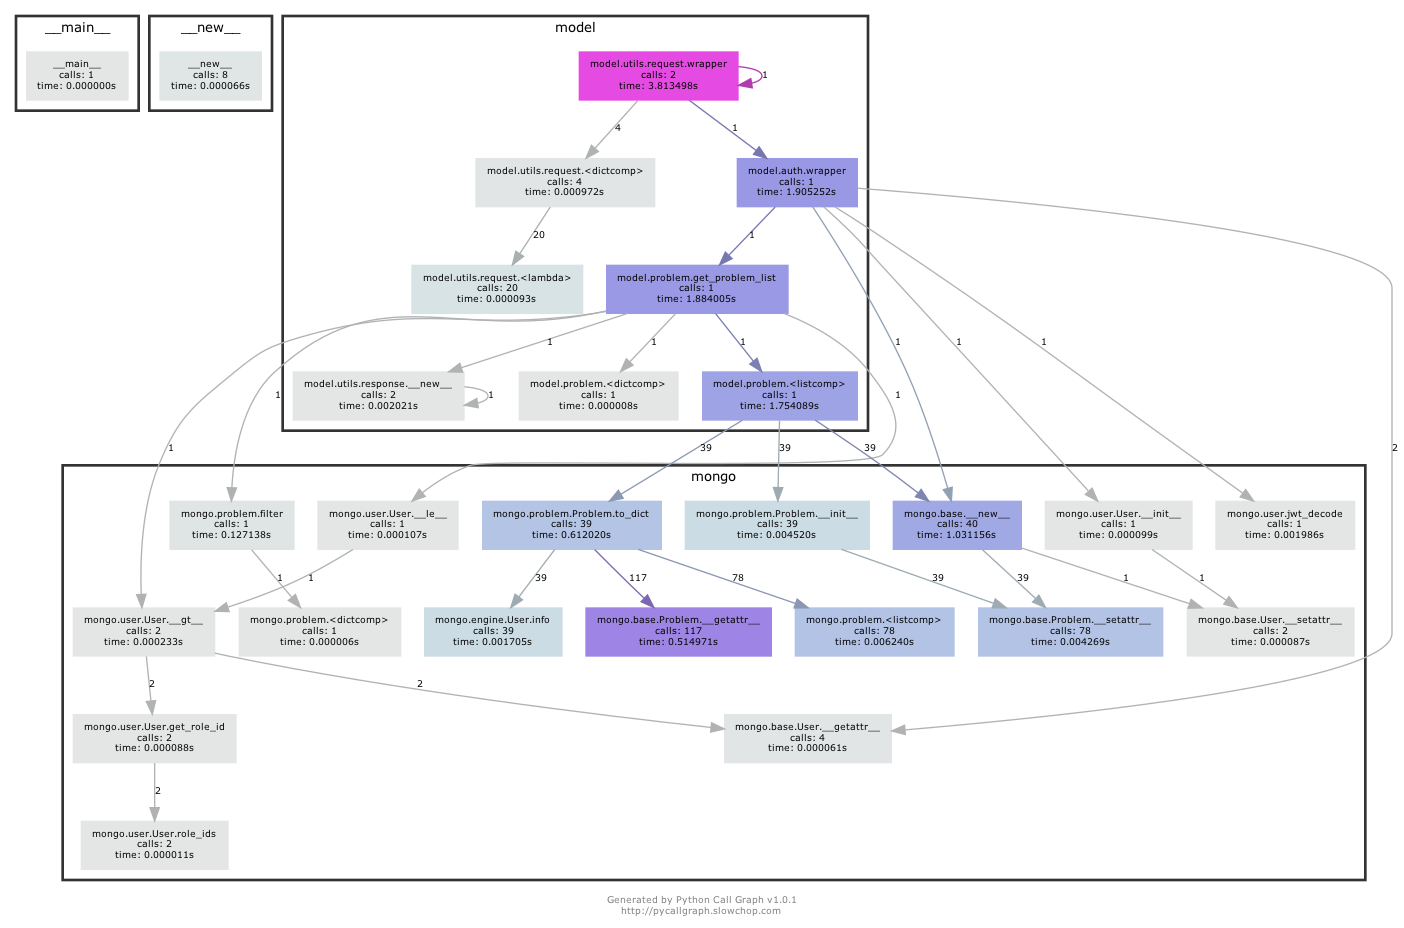 __main__
__new__
model
__main__
calls: 1
time: 0.000000s
__new__
calls: 8
time: 0.000066s
model.utils.request.wrapper
calls: 2
time: 3.813498s
1
4
1
model.utils.request.<dictcomp>
calls: 4
time: 0.000972s
model.auth.wrapper
calls: 1
time: 1.905252s
20
1
model.utils.request.<lambda>
calls: 20
time: 0.000093s
model.problem.get_problem_list
calls: 1
time: 1.884005s
1
1
1
1
1
1
model.utils.response.__new__
calls: 2
time: 0.002021s
1
model.problem.<dictcomp>
calls: 1
time: 0.000008s
model.problem.<listcomp>
calls: 1
time: 1.754089s
1
1
1
39
39
39
2
mongo
mongo.problem.filter
calls: 1
time: 0.127138s
mongo.user.User.__le__
calls: 1
time: 0.000107s
mongo.problem.Problem.to_dict
calls: 39
time: 0.612020s
mongo.problem.Problem.__init__
calls: 39
time: 0.004520s
mongo.base.__new__
calls: 40
time: 1.031156s
mongo.user.User.__init__
calls: 1
time: 0.000099s
mongo.user.jwt_decode
calls: 1
time: 0.001986s
1
1
39
117
78
39
39
1
1
mongo.user.User.__gt__
calls: 2
time: 0.000233s
mongo.problem.<dictcomp>
calls: 1
time: 0.000006s
mongo.engine.User.info
calls: 39
time: 0.001705s
mongo.base.Problem.__getattr__
calls: 117
time: 0.514971s
mongo.problem.<listcomp>
calls: 78
time: 0.006240s
mongo.base.Problem.__setattr__
calls: 78
time: 0.004269s
mongo.base.User.__setattr__
calls: 2
time: 0.000087s
2
2
mongo.user.User.get_role_id
calls: 2
time: 0.000088s
mongo.base.User.__getattr__
calls: 4
time: 0.000061s
2
mongo.user.User.role_ids
calls: 2
time: 0.000011s
Generated by Python Call Graph v1.0.1
http://pycallgraph.slowchop.com